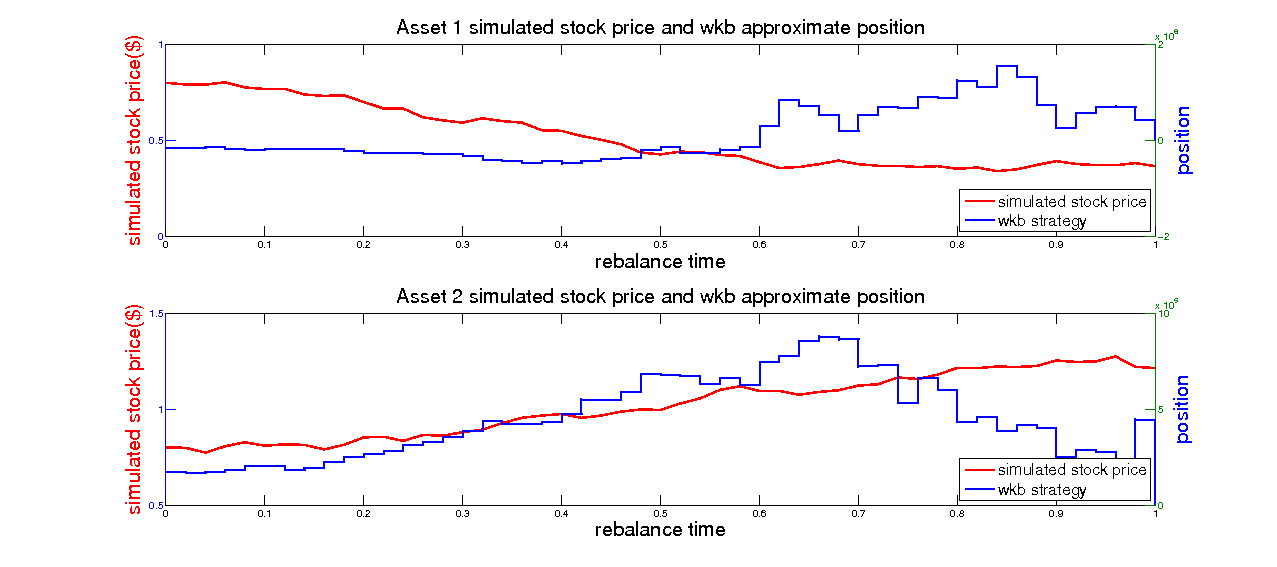 Asset 1 simulated stock price and wkb approximate position
simulated stock price($)
1
0.5
0
2
0
-2
position
simulated stock price
wkb strategy
0 0.1 0.2 0.3 0.4 0.5 0.6 0.7 0.8 0.9 1
rebalance time
Asset 2 simulated stock price and wkb approximate position
simulated stock price($)
1.5
1
0.5
10
5
0
position
simulated stock price
wkb strategy
0 0.1 0.2 0.3 0.4 0.5 0.6 0.7 0.8 0.9 1
rebalance time